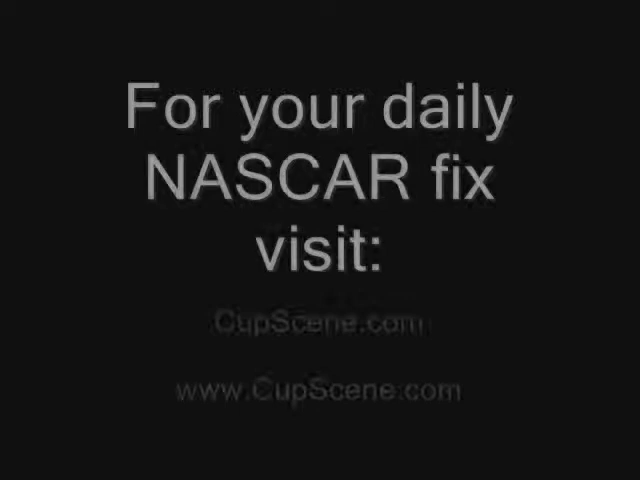 For your daily
NASCAR fix
visit:
CupScene.com
www.CupScene.com